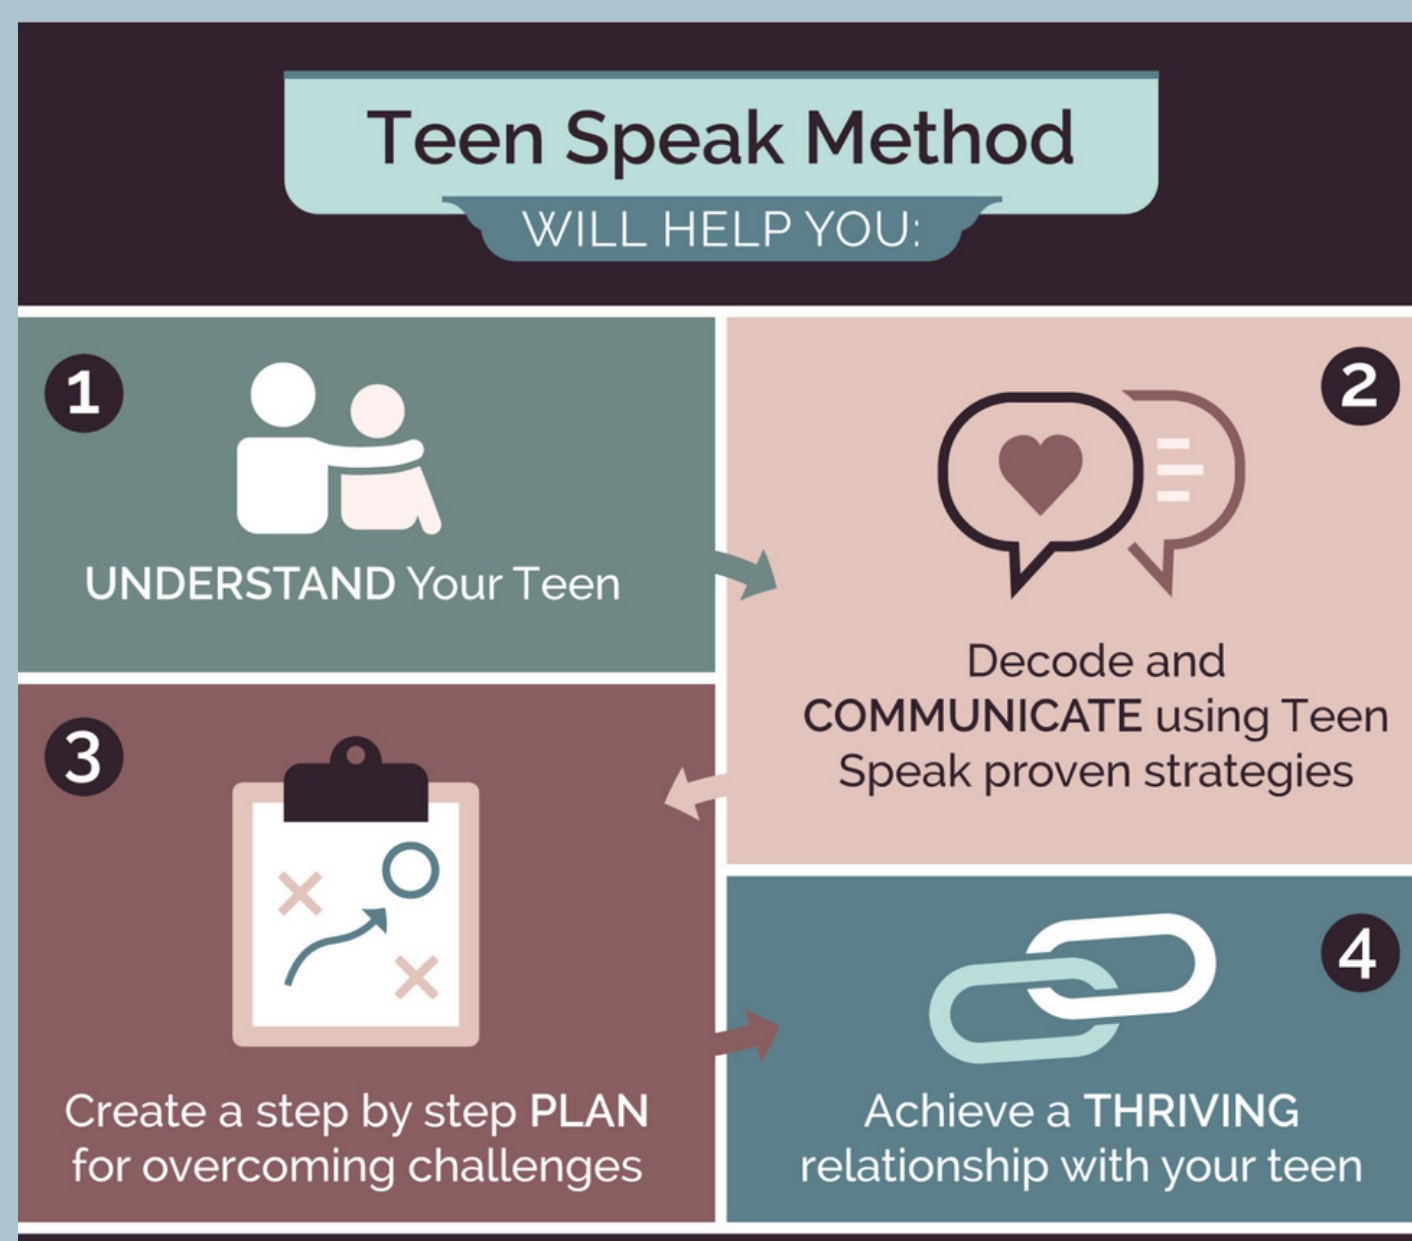 Teen Speak Method
WILL HELP YOU:
1
UNDERSTAND Your Teen
2
Decode and
COMMUNICATE using Teen
Speak proven strategies
3
Create a step by step PLAN
for overcoming challenges
4
Achieve a THRIVING
relationship with your teen